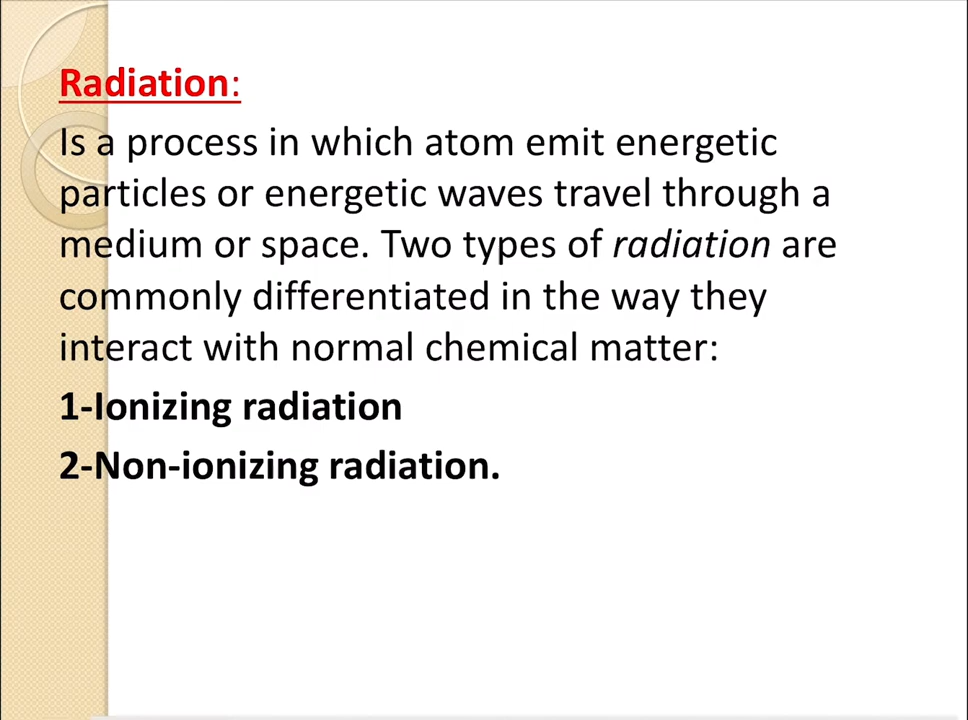 Radiation:
Is a process in which atom emit energetic
particles or energetic waves travel through a
medium or space. Two types of radiation are
commonly differentiated in the way they
interact with normal chemical matter:
1-Ionizing radiation
2-Non-ionizing radiation.